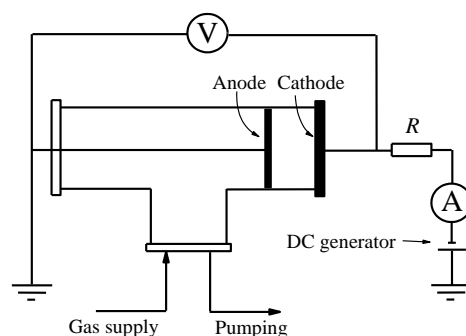 V
Anode Cathode
R
A
DC generator
Gas supply Pumping